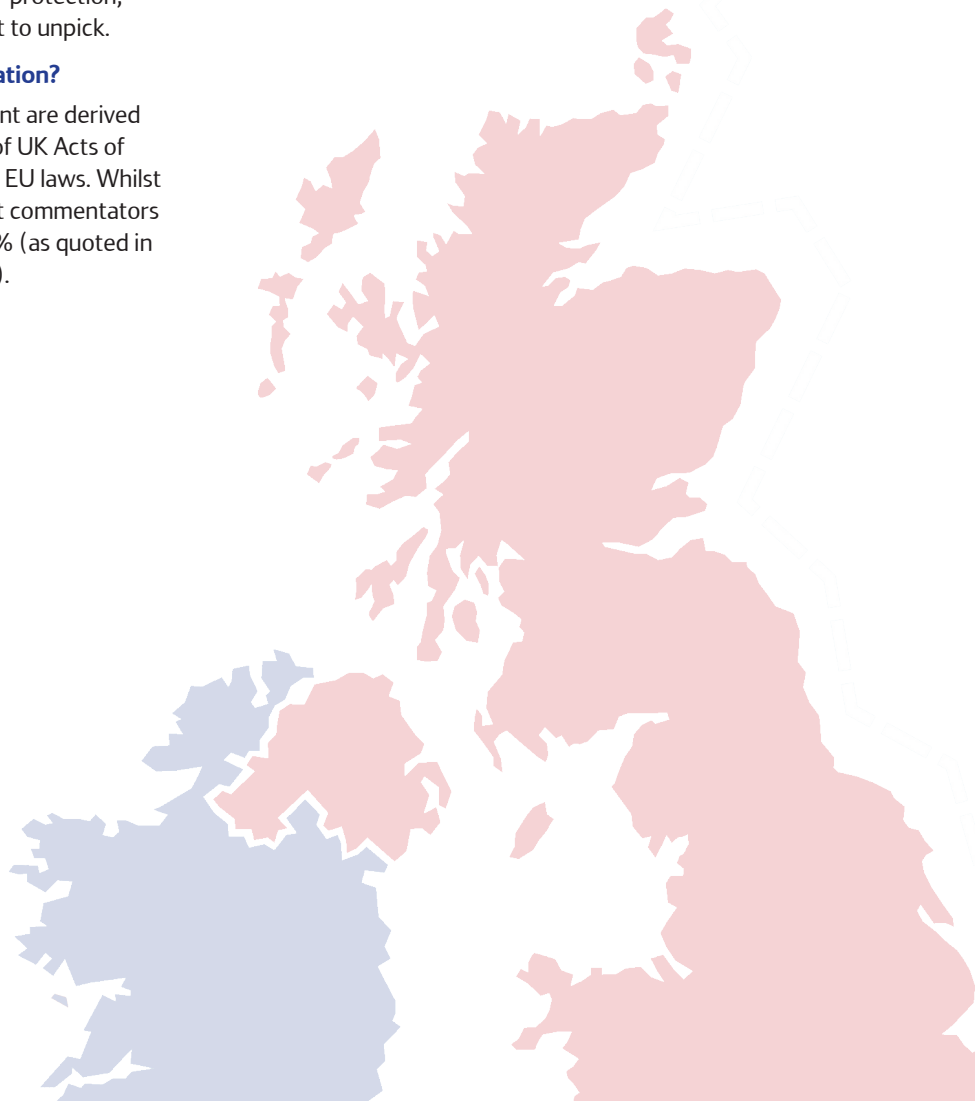 protection,
t to unpick.
ation?
nt are derived
of UK Acts of
EU laws. Whilst
t commentators
% (as quoted in
).